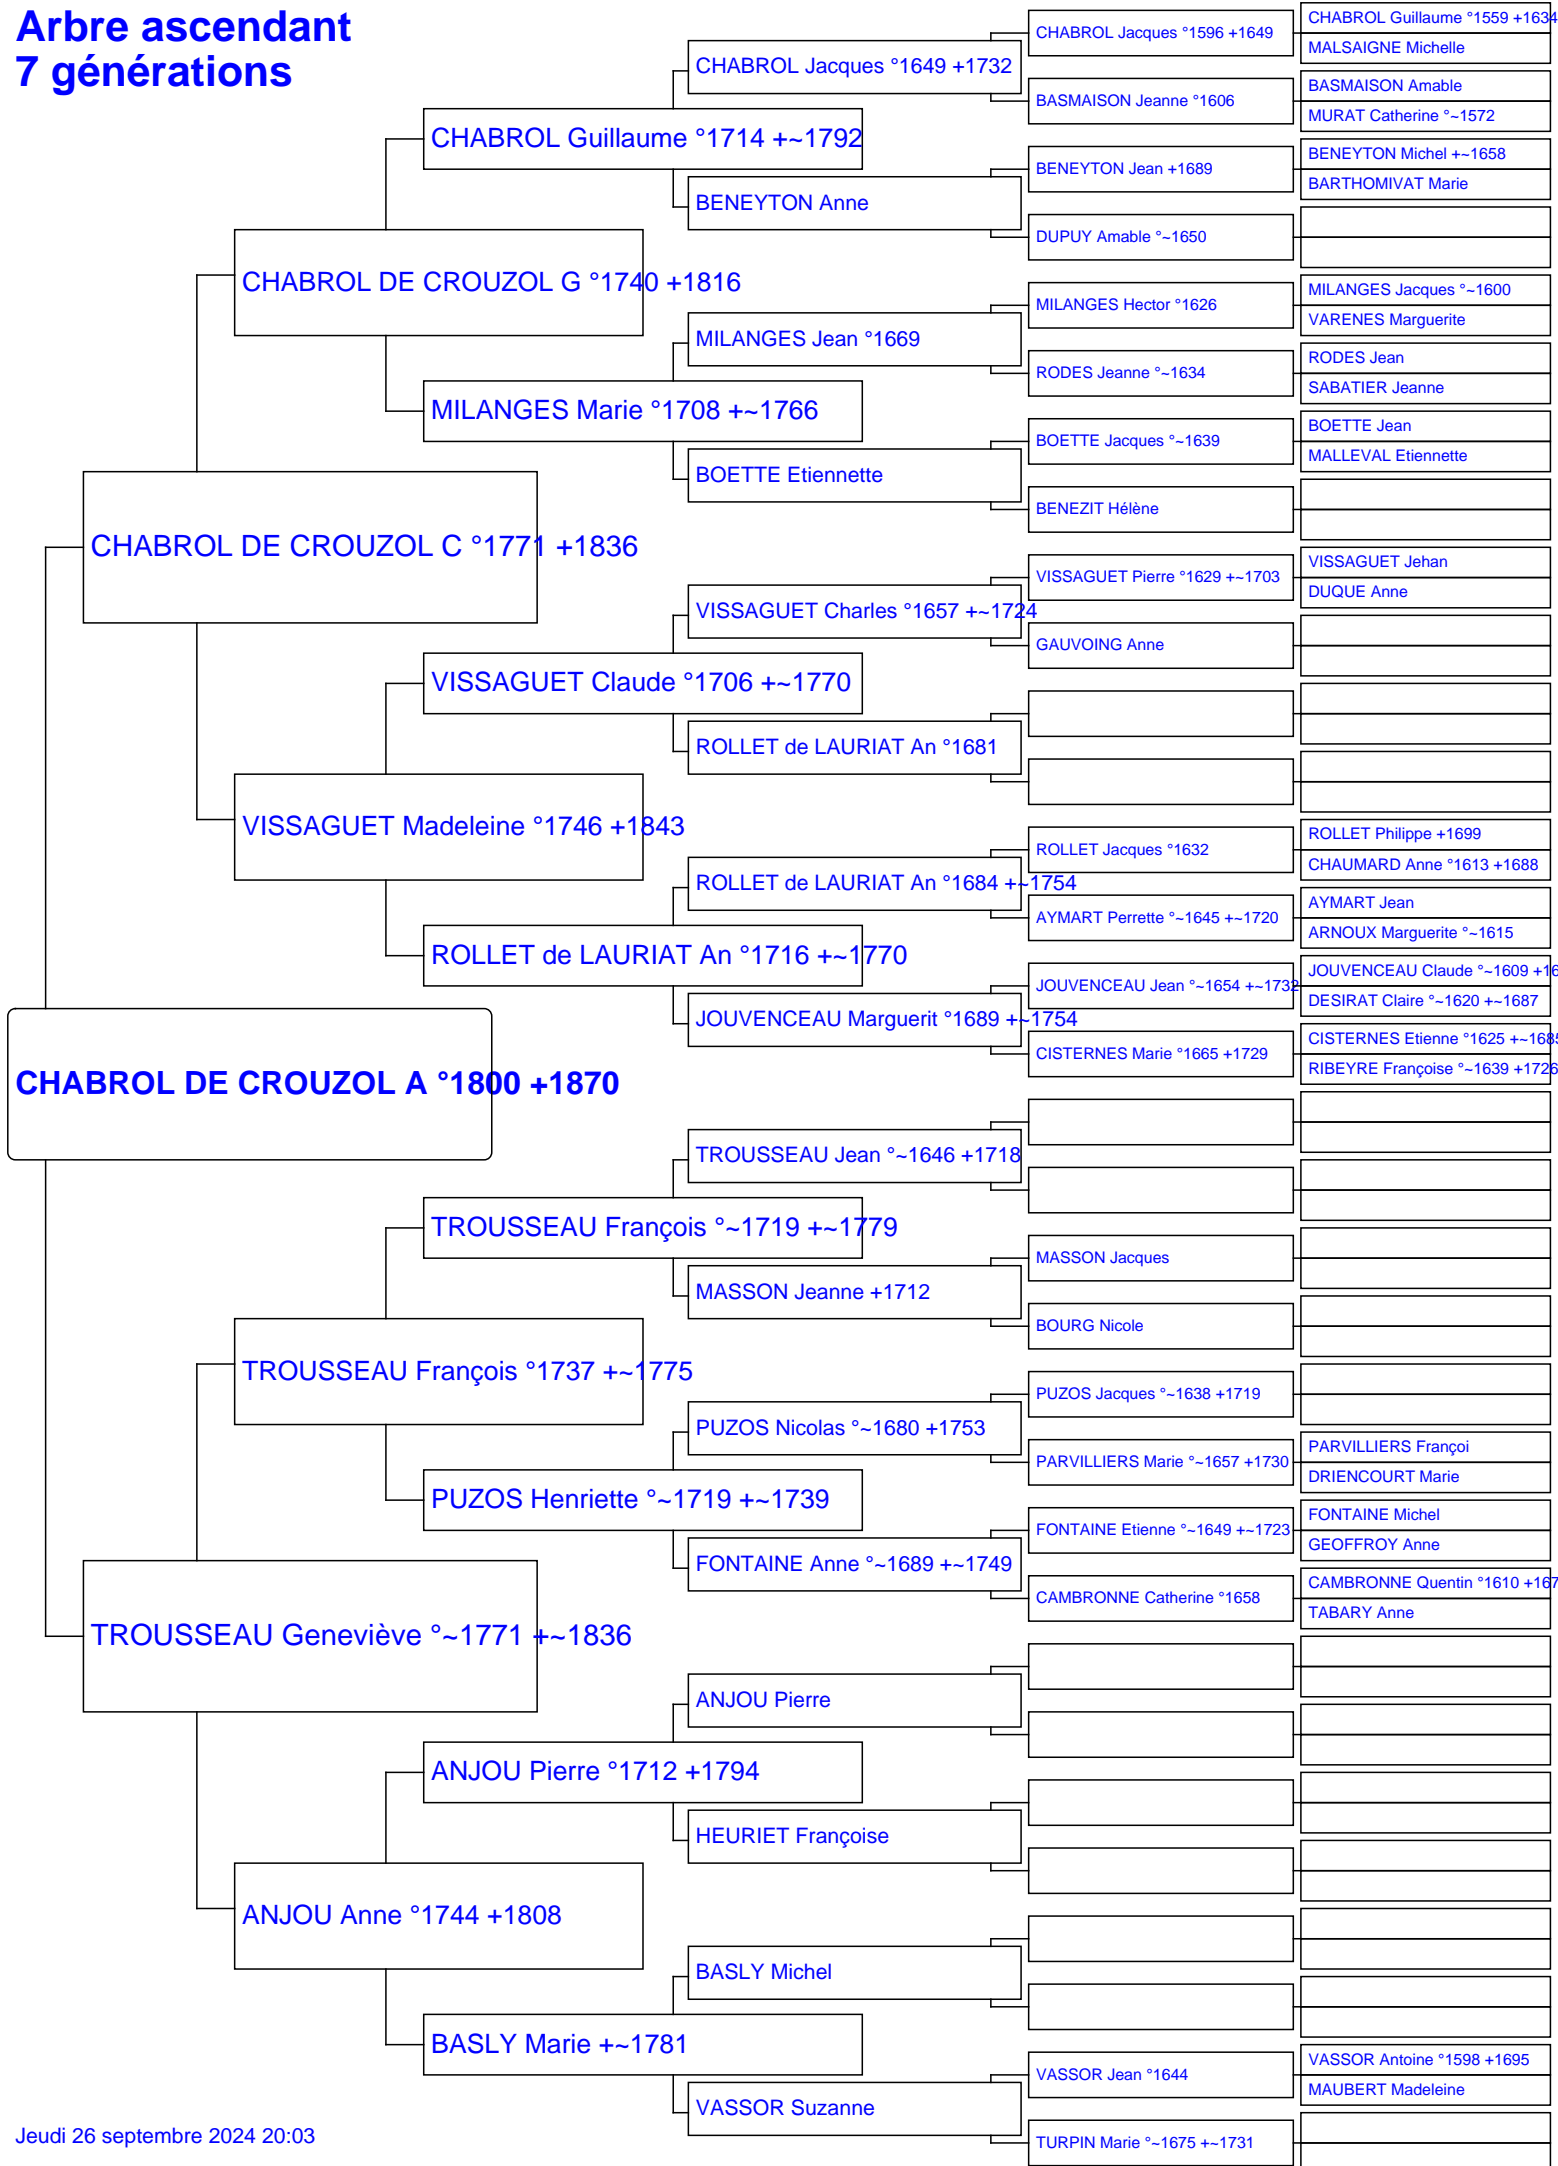 Arbre ascendant
7 générations
CHABROL DE CROUZOL A °1800 +1870
CHABROL DE CROUZOL C °1771 +1836
TROUSSEAU Geneviève °~1771 +~1836
CHABROL DE CROUZOL G °1740 +1816
VISSAGUET Madeleine °1746 +1843
TROUSSEAU François °1737 +~1775
ANJOU Anne °1744 +1808
CHABROL Guillaume °1714 +~1792
MILANGES Marie °1708 +~1766
VISSAGUET Claude °1706 +~1770
ROLLET de LAURIAT An °1716 +~1770
TROUSSEAU François °~1719 +~1779
PUZOS Henriette °~1719 +~1739
ANJOU Pierre °1712 +1794
BASLY Marie +~1781
CHABROL Jacques °1649 +1732
BENEYTON Anne
MILANGES Jean °1669
BOETTE Etiennette
VISSAGUET Charles °1657 +~1724
ROLLET de LAURIAT An °1681
ROLLET de LAURIAT An °1684 +~1754
JOUVENCEAU Marguerit °1689 +~1754
TROUSSEAU Jean °~1646 +1718
MASSON Jeanne +1712
PUZOS Nicolas °~1680 +1753
FONTAINE Anne °~1689 +~1749
ANJOU Pierre
HEURIET Françoise
BASLY Michel
VASSOR Suzanne
CHABROL Jacques °1596 +1649
BASMAISON Jeanne °1606
BENEYTON Jean +1689
DUPUY Amable °~1650
MILANGES Hector °1626
RODES Jeanne °~1634
BOETTE Jacques °~1639
BENEZIT Hélène
VISSAGUET Pierre °1629 +~1703
GAUVOING Anne
ROLLET Jacques °1632
AYMART Perrette °~1645 +~1720
JOUVENCEAU Jean °~1654 +~1732
CISTERNES Marie °1665 +1729
MASSON Jacques
BOURG Nicole
PUZOS Jacques °~1638 +1719
PARVILLIERS Marie °~1657 +1730
FONTAINE Etienne °~1649 +~1723
CAMBRONNE Catherine °1658
VASSOR Jean °1644
TURPIN Marie °~1675 +~1731
CHABROL Guillaume °1559 +1634
MALSAIGNE Michelle
BASMAISON Amable
MURAT Catherine °~1572
BENEYTON Michel +~1658
BARTHOMIVAT Marie
MILANGES Jacques °~1600
VARENES Marguerite
RODES Jean
SABATIER Jeanne
BOETTE Jean
MALLEVAL Etiennette
VISSAGUET Jehan
DUQUE Anne
ROLLET Philippe +1699
CHAUMARD Anne °1613 +1688
AYMART Jean
ARNOUX Marguerite °~1615
JOUVENCEAU Claude °~1609 +16
DESIRAT Claire °~1620 +~1687
CISTERNES Etienne °1625 +~1685
RIBEYRE Françoise °~1639 +1726
PARVILLIERS Françoi
DRIENCOURT Marie
FONTAINE Michel
GEOFFROY Anne
CAMBRONNE Quentin °1610 +167
TABARY Anne
VASSOR Antoine °1598 +1695
MAUBERT Madeleine
Jeudi 26 septembre 2024 20:03